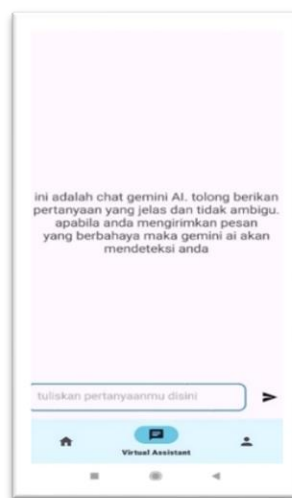 ini adalah chat gemini AI. tolong berikan
pertanyaan yang jelas dan tidak ambigu.
apabila anda mengirimkan pesan
yang berbahaya maka gemini ai akan
mendeteksi anda
tuliskan pertanyaanmu disini
Virtual Assistant